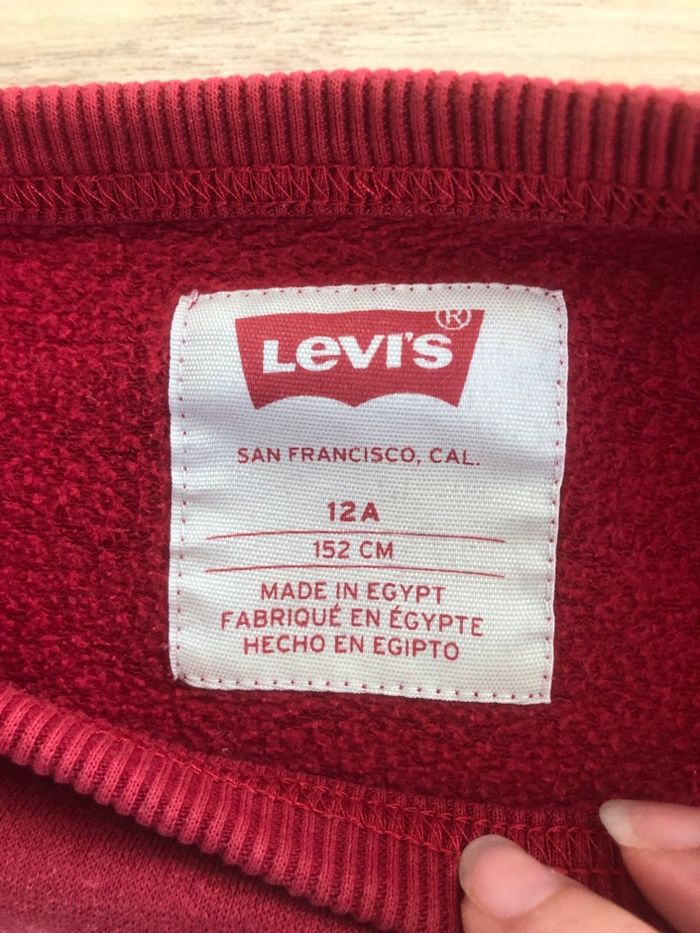 Levi's ®
SAN FRANCISCO, CAL.
12A
152 CM
MADE IN EGYPT
FABRIQUÉ EN ÉGYPTE
HECHO EN EGIPTO